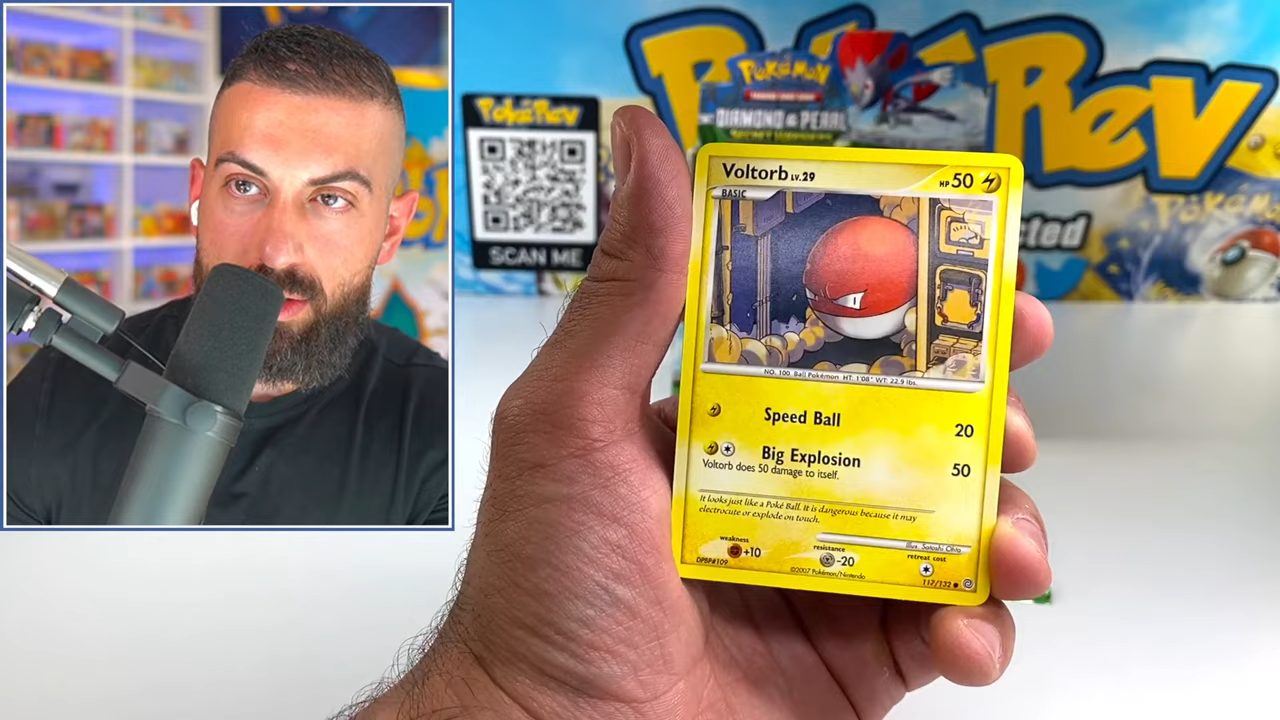 PokéRev
PokéRev
SCAN ME
Pokémon
DIAMOND & PEARL
SECRET WONDERS
cted
Pokémon
Voltorb LV.29
HP 50
BASIC
NO. 100 Ball Pokémon HT: 1'08" WT: 22.9 lbs.
Speed Ball 20
Big Explosion 50
Voltorb does 50 damage to itself.
It looks just like a Poké Ball. It is dangerous because it may
electrocute or explode on touch.
Illus. Satoshi Ohta
weakness resistance retreat cost
+10 -20
DPBP#109 ©2007 Pokémon/Nintendo 117/132